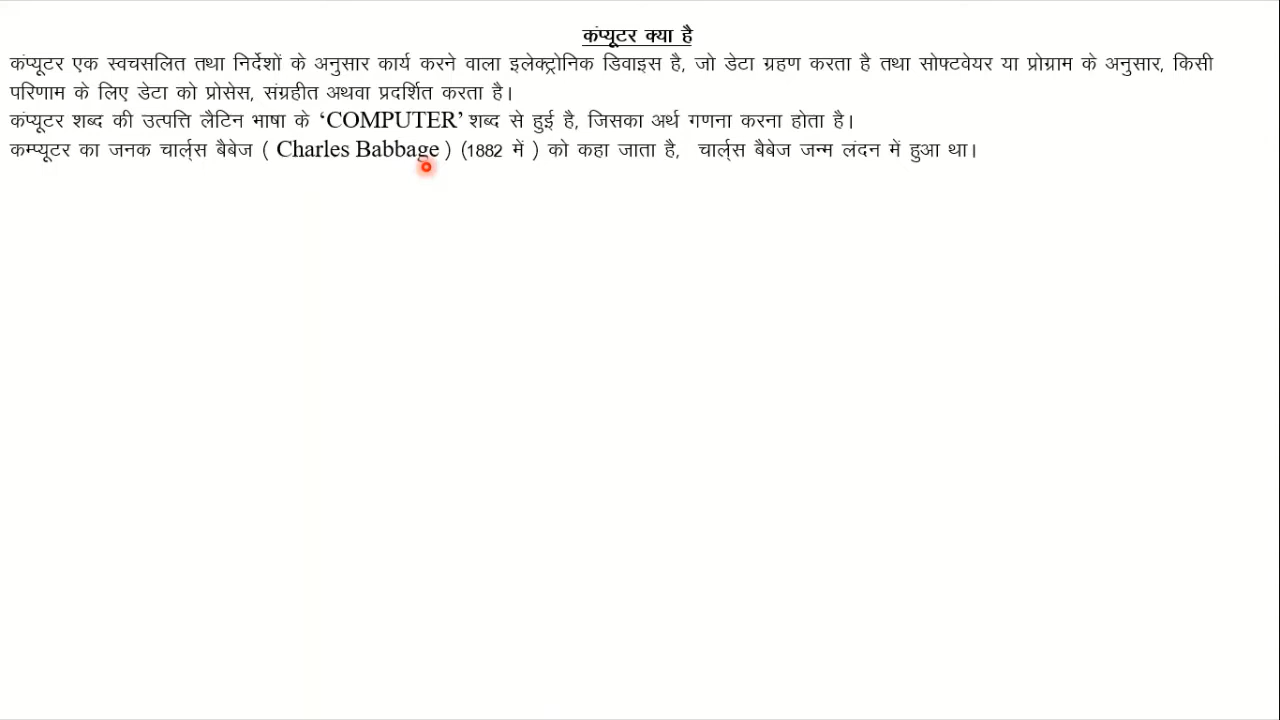 कंप्यूटर क्या है
कंप्यूटर एक स्वचसलित तथा निर्देशों के अनुसार कार्य करने वाला इलेक्ट्रोनिक डिवाइस है, जो डेटा ग्रहण करता है तथा सोफ्टवेयर या प्रोग्राम के अनुसार, किसी
परिणाम के लिए डेटा को प्रोसेस, संग्रहीत अथवा प्रदर्शित करता है।
कंप्यूटर शब्द की उत्पत्ति लैटिन भाषा के ‘COMPUTER’ शब्द से हुई है, जिसका अर्थ गणना करना होता है।
कम्प्यूटर का जनक चार्ल्स बैबेज ( Charles Babbage ) (1882 में ) को कहा जाता है, चार्ल्स बैबेज जन्म लंदन में हुआ था।